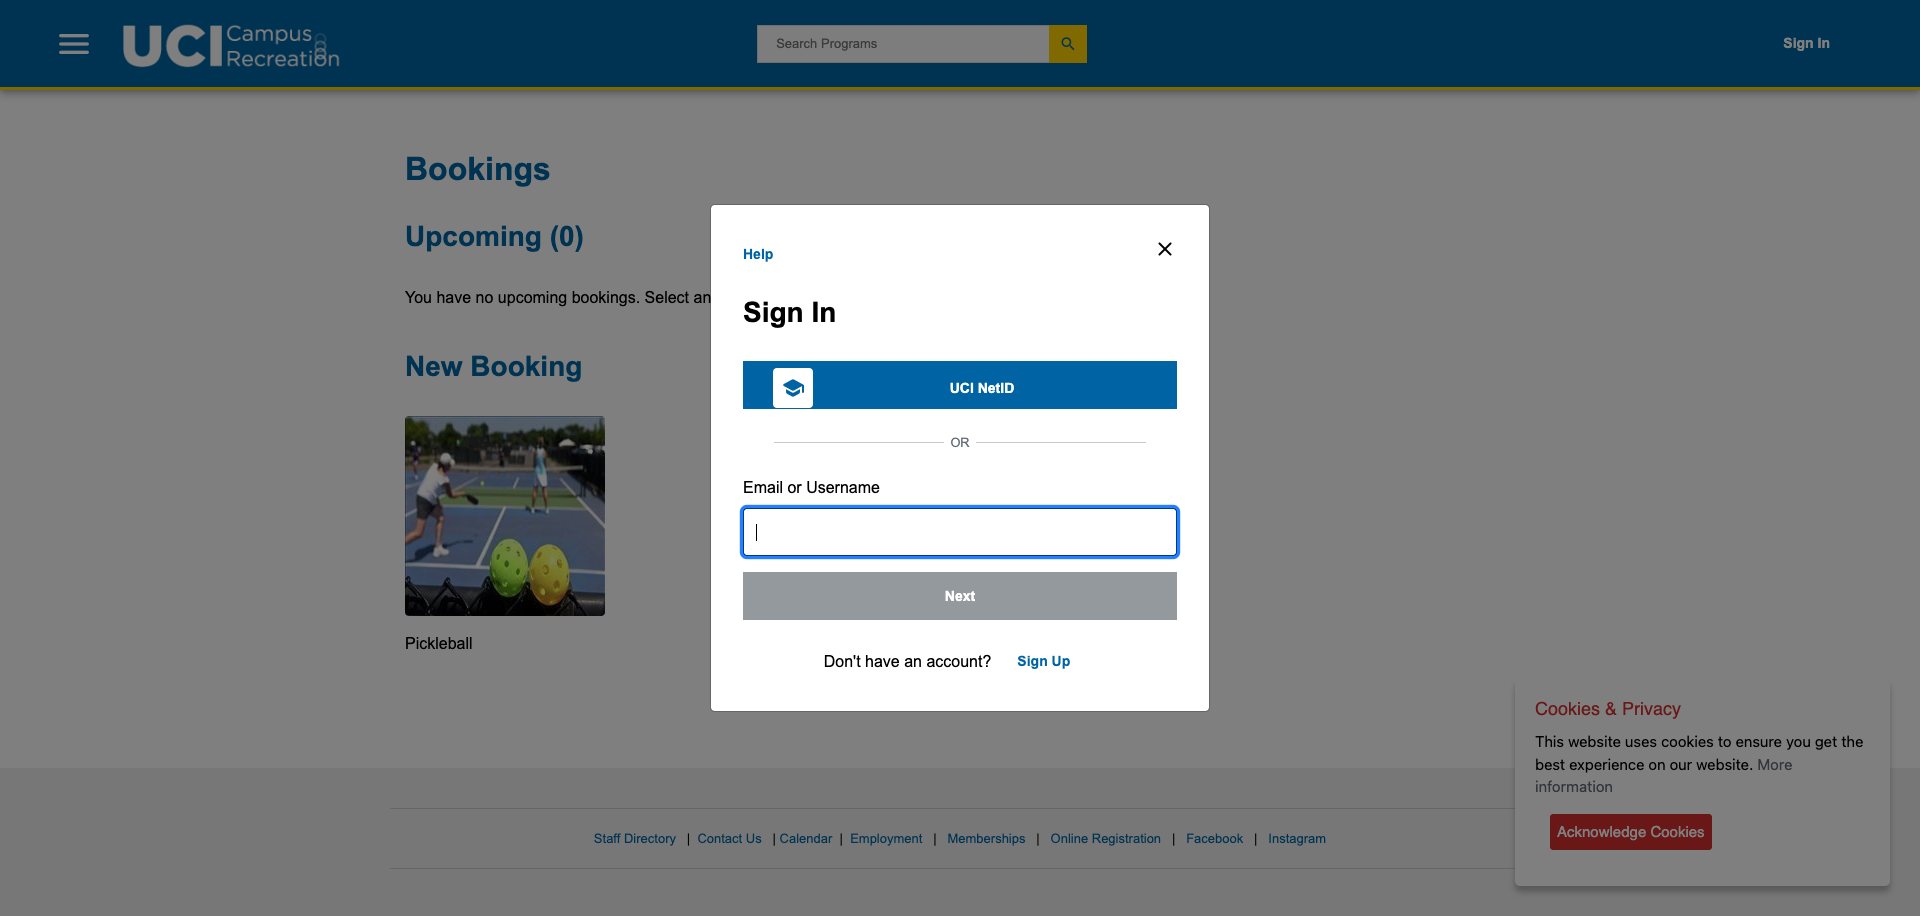 UCI Campus Recreation
Search Programs
Sign In
Bookings
Upcoming (0)
You have no upcoming bookings. Select an
New Booking
Pickleball
Help
Sign In
UCI NetID
OR
Email or Username
Next
Don't have an account? Sign Up
Cookies & Privacy
This website uses cookies to ensure you get the
best experience on our website. More
information
Acknowledge Cookies
Staff Directory | Contact Us | Calendar | Employment | Memberships | Online Registration | Facebook | Instagram